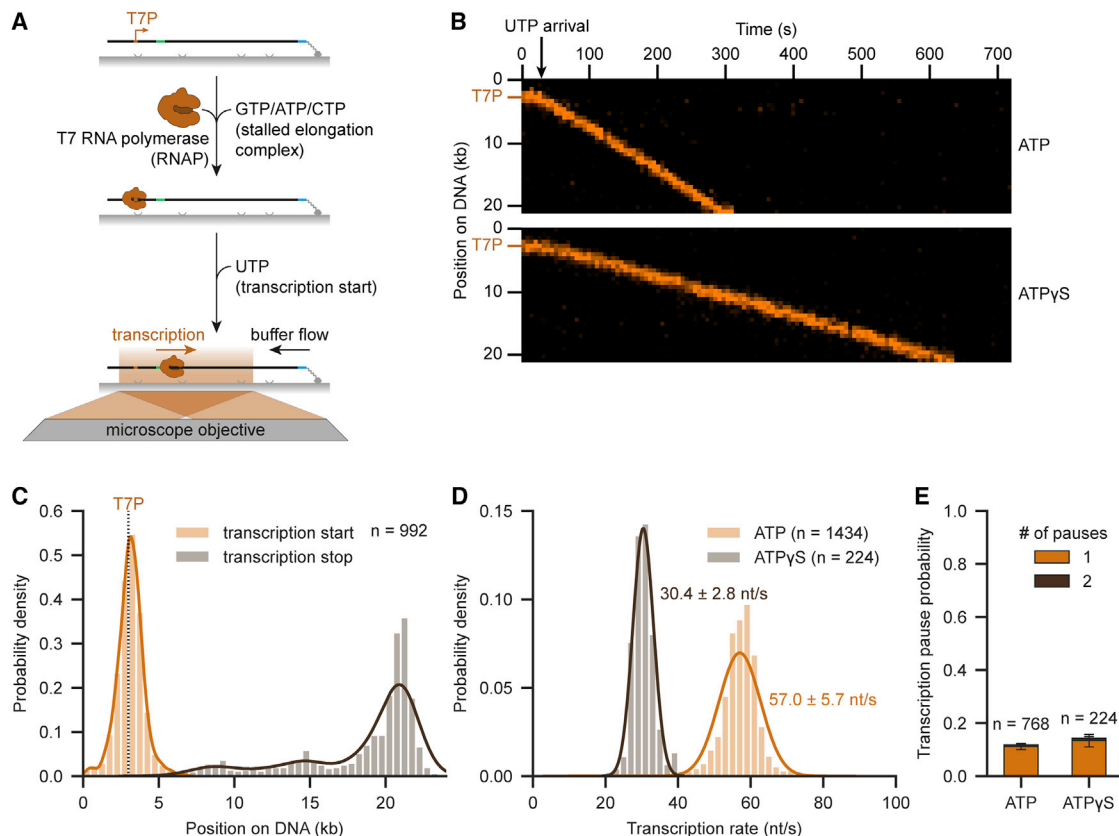 A
T7P
T7 RNA polymerase
(RNAP)
GTP/ATP/CTP
(stalled elongation
complex)
UTP
(transcription start)
transcription
buffer flow
microscope objective
B
UTP arrival
Time (s)
0 100 200 300 400 500 600 700
Position on DNA (kb)
0
T7P
10
20
ATP
0
T7P
10
20
ATPγS
C
T7P
transcription start
transcription stop
n = 992
Probability density
0.6
0.5
0.4
0.3
0.2
0.1
0.0
0 5 10 15 20
Position on DNA (kb)
D
ATP (n = 1434)
ATPγS (n = 224)
30.4 ± 2.8 nt/s
57.0 ± 5.7 nt/s
Probability density
0.15
0.10
0.05
0.00
0 20 40 60 80 100
Transcription rate (nt/s)
E
# of pauses
1
2
Transcription pause probability
1.0
0.8
0.6
0.4
0.2
0.0
n = 768
n = 224
ATP ATPγS